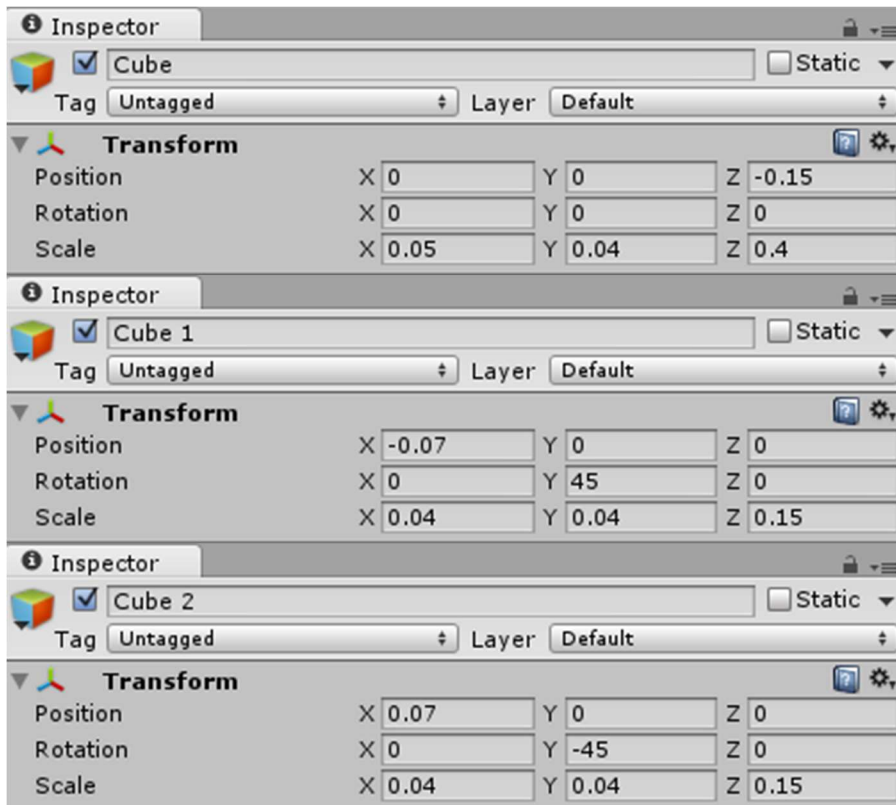 Inspector
Cube Static
Tag Untagged Layer Default
Transform
Position X 0 Y 0 Z -0.15
Rotation X 0 Y 0 Z 0
Scale X 0.05 Y 0.04 Z 0.4
Inspector
Cube 1 Static
Tag Untagged Layer Default
Transform
Position X -0.07 Y 0 Z 0
Rotation X 0 Y 45 Z 0
Scale X 0.04 Y 0.04 Z 0.15
Inspector
Cube 2 Static
Tag Untagged Layer Default
Transform
Position X 0.07 Y 0 Z 0
Rotation X 0 Y -45 Z 0
Scale X 0.04 Y 0.04 Z 0.15